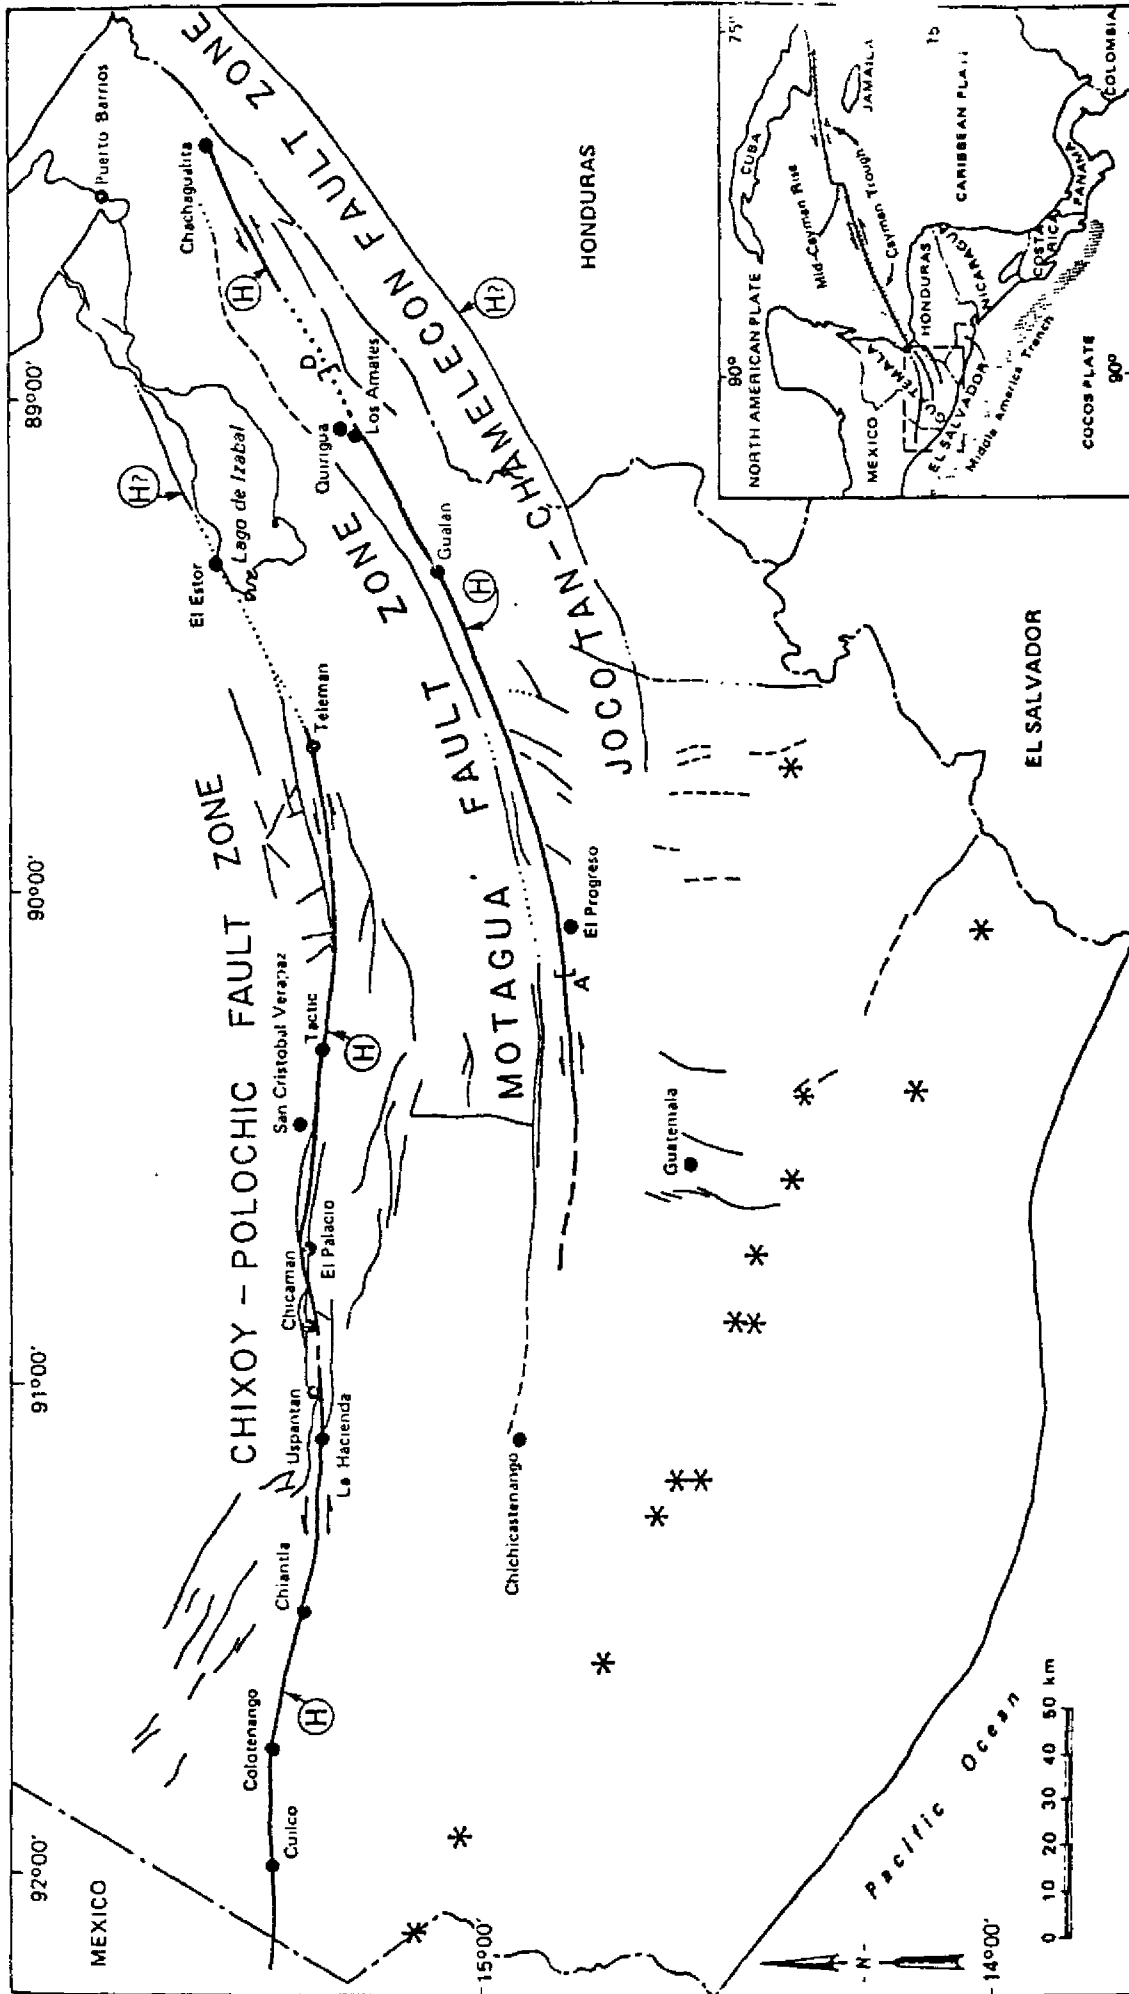 92°00'
91°00'
90°00'
89°00'
MEXICO
CHIXOY – POLOCHIC FAULT ZONE
Cuilco
Colotenango
Chiantla
La Hacienda
Uspantan
Chicaman
El Palacio
San Cristobal Verapaz
Tactic
Teleman
El Estor
Lago de Izabal
Puerto Barrios
Chachagualita
Quirigua
Los Amates
Gualan
H
H
H?
H
H
H?
D
A
MOTAGUA FAULT ZONE
JOCOTAN – CHAMELECON FAULT ZONE
El Progreso
Chichicastenango
Guatemala
HONDURAS
EL SALVADOR
Pacific Ocean
15°00'
14°00'
- N -
0 10 20 30 40 50 km
NORTH AMERICAN PLATE
90°
75°
CUBA
Mid-Cayman Rise
JAMAICA
Cayman Trough
MEXICO
HONDURAS
NICARAGUA
EL SALVADOR
Middle America Trench
CARIBBEAN PLATE
15
COSTA RICA
PANAMA
COLOMBIA
COCOS PLATE
90°